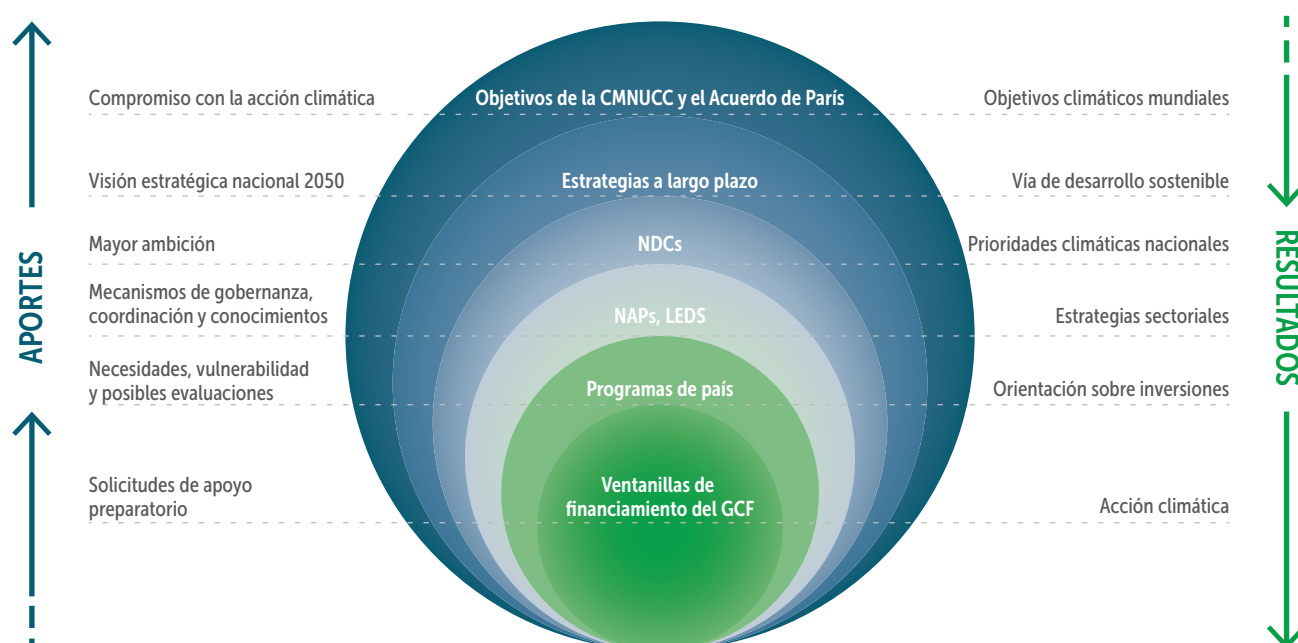 Compromiso con la acción climática
Objetivos de la CMNUCC y el Acuerdo de París
Objetivos climáticos mundiales
Visión estratégica nacional 2050
Estrategias a largo plazo
Vía de desarrollo sostenible
Mayor ambición
NDCs
Prioridades climáticas nacionales
APORTES
RESULTADOS
Mecanismos de gobernanza,
coordinación y conocimientos
NAPs, LEDS
Estrategias sectoriales
Necesidades, vulnerabilidad
y posibles evaluaciones
Programas de país
Orientación sobre inversiones
Solicitudes de apoyo
preparatorio
Ventanillas de
financiamiento del GCF
Acción climática